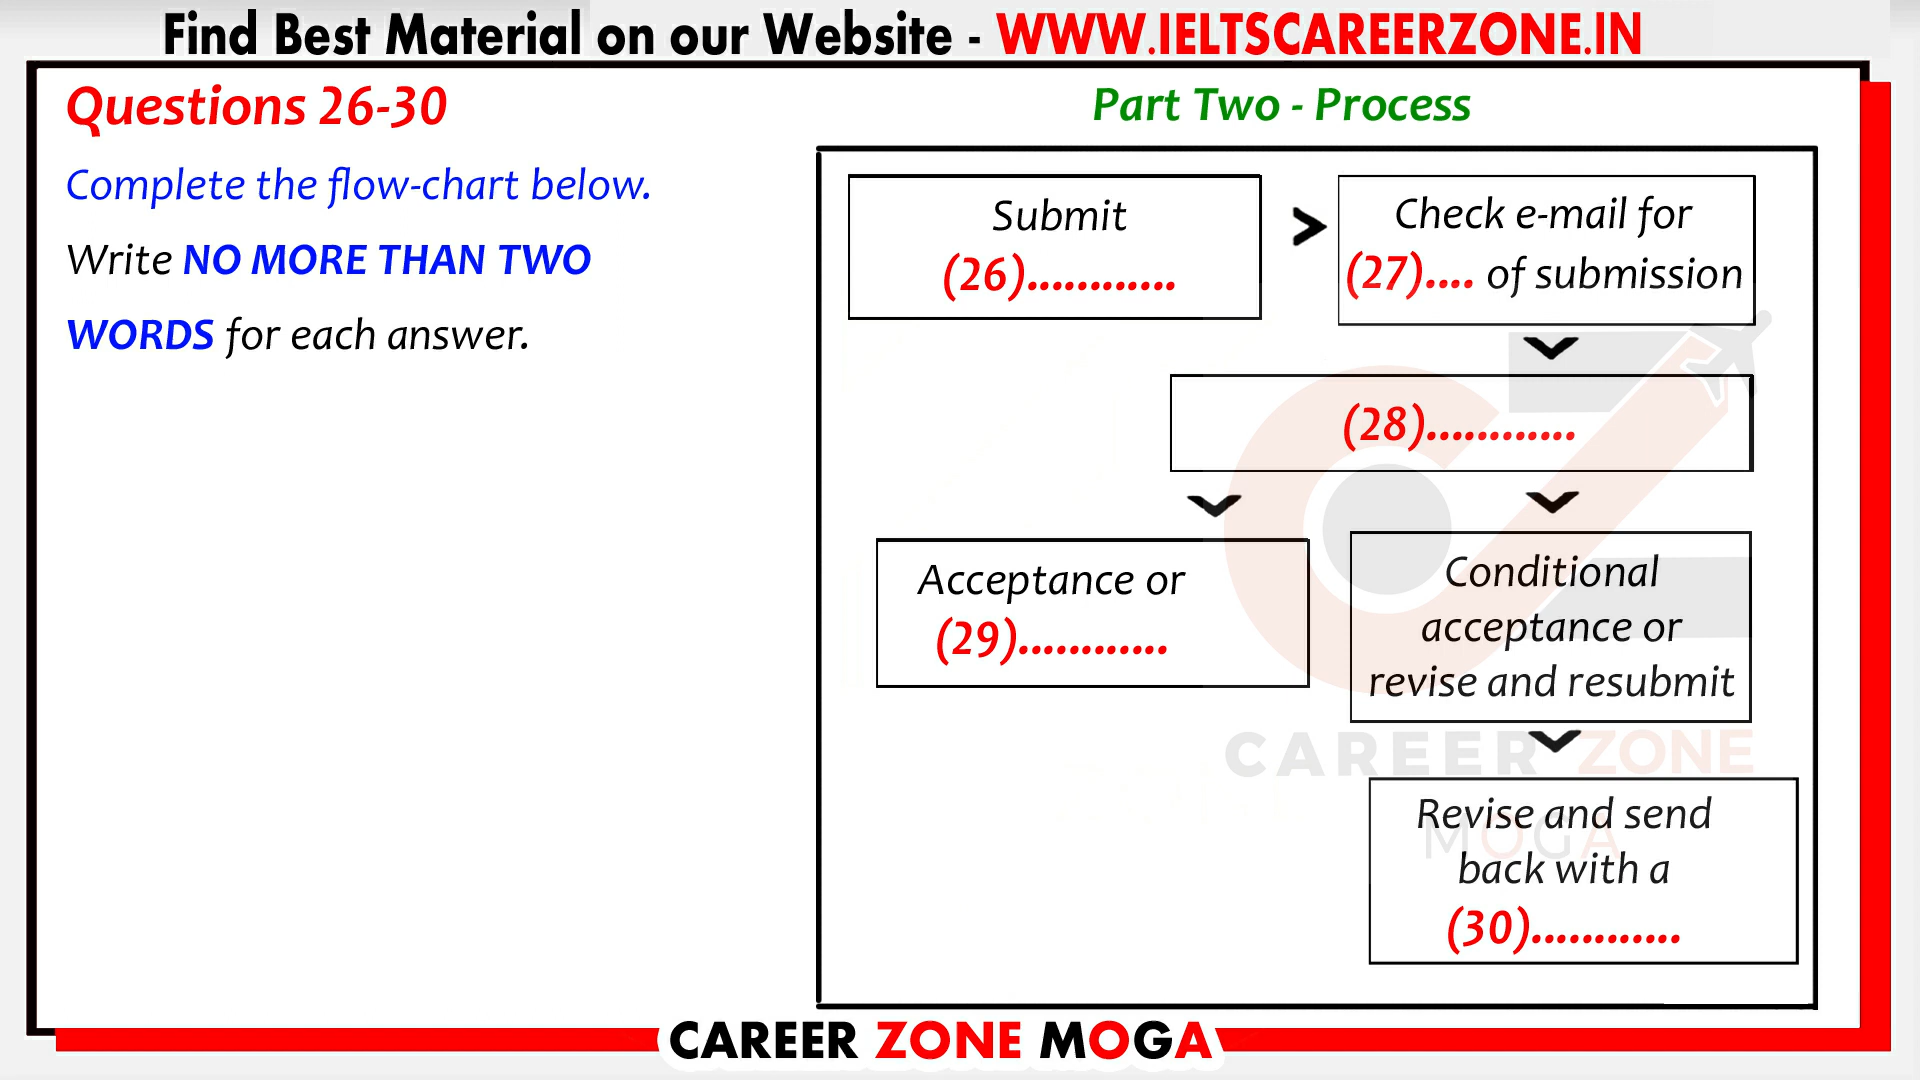 Find Best Material on our Website - WWW.IELTSCAREERZONE.IN
Questions 26-30
Complete the flow-chart below.
Write NO MORE THAN TWO
WORDS for each answer.
Part Two - Process
Submit
(26)............
>
Check e-mail for
(27).... of submission
(28)............
Acceptance or
(29)............
Conditional
acceptance or
revise and resubmit
CAREER ZONE
MOGA
Revise and send
back with a
(30)............
CAREER ZONE MOGA